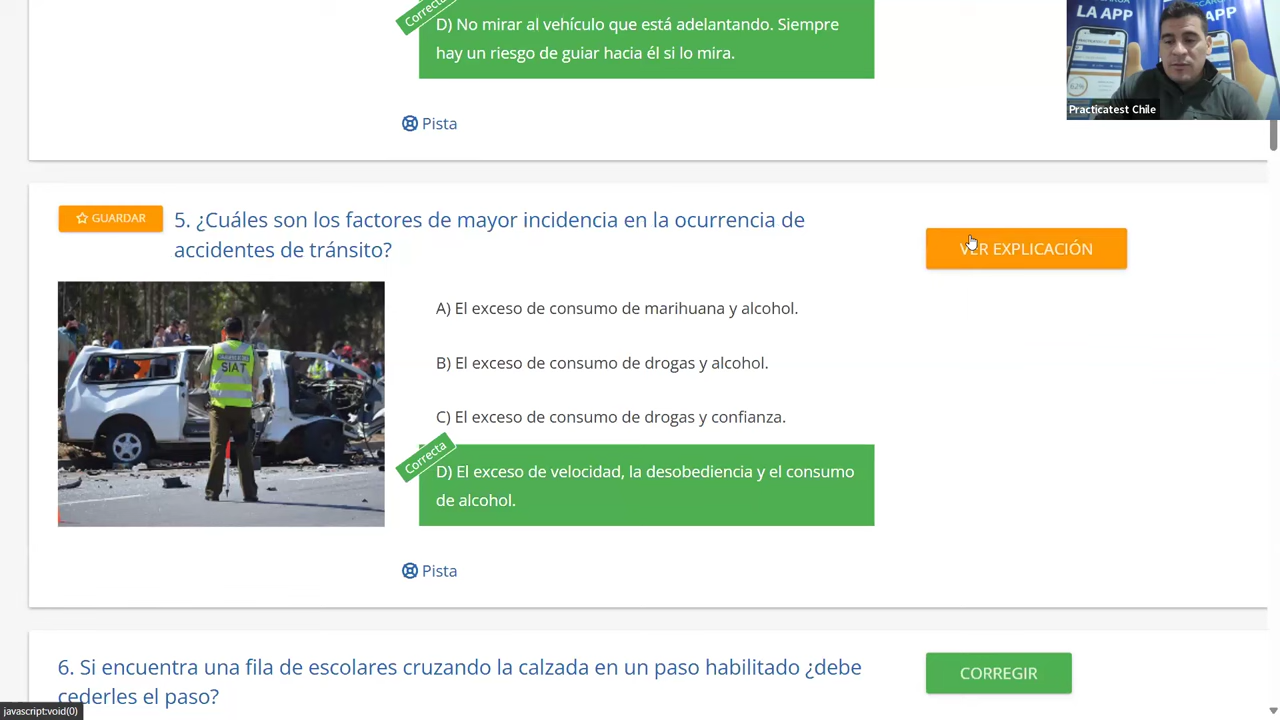 LA APP
Correcta
D) No mirar al vehículo que está adelantando. Siempre
hay un riesgo de guiar hacia él si lo mira.
62%
Practicatest Chile
Pista
GUARDAR
5. ¿Cuáles son los factores de mayor incidencia en la ocurrencia de
accidentes de tránsito?
VER EXPLICACIÓN
A) El exceso de consumo de marihuana y alcohol.
B) El exceso de consumo de drogas y alcohol.
C) El exceso de consumo de drogas y confianza.
Correcta
D) El exceso de velocidad, la desobediencia y el consumo
de alcohol.
SIAT
Pista
6. Si encuentra una fila de escolares cruzando la calzada en un paso habilitado ¿debe
cederles el paso?
CORREGIR
javascript:void(0)